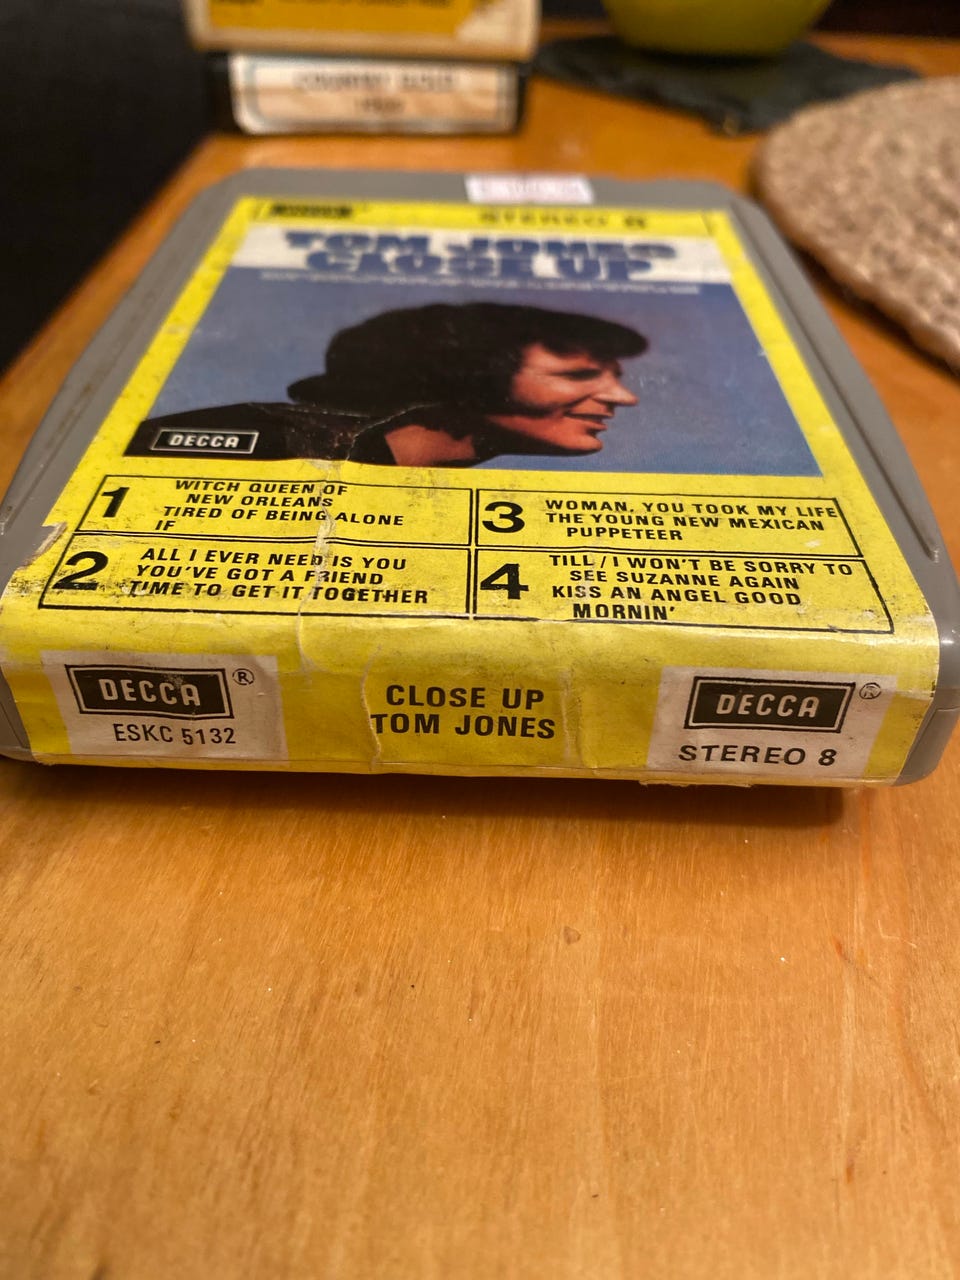 COUNTRY GOLD
STEREO 8
TOM JONES
CLOSE UP
DECCA
1
WITCH QUEEN OF
NEW ORLEANS
TIRED OF BEING ALONE
IF
2
ALL I EVER NEED IS YOU
YOU'VE GOT A FRIEND
TIME TO GET IT TOGETHER
3
WOMAN, YOU TOOK MY LIFE
THE YOUNG NEW MEXICAN
PUPPETEER
4
TILL / I WON'T BE SORRY TO
SEE SUZANNE AGAIN
KISS AN ANGEL GOOD
MORNIN'
DECCA ®
ESKC 5132
CLOSE UP
TOM JONES
DECCA ®
STEREO 8